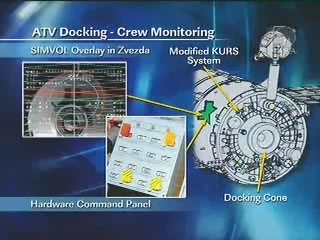 ATV Docking - Crew Monitoring
SIMVOL Overlay in Zvezda
Modified KURS
System
Docking Cone
Hardware Command Panel